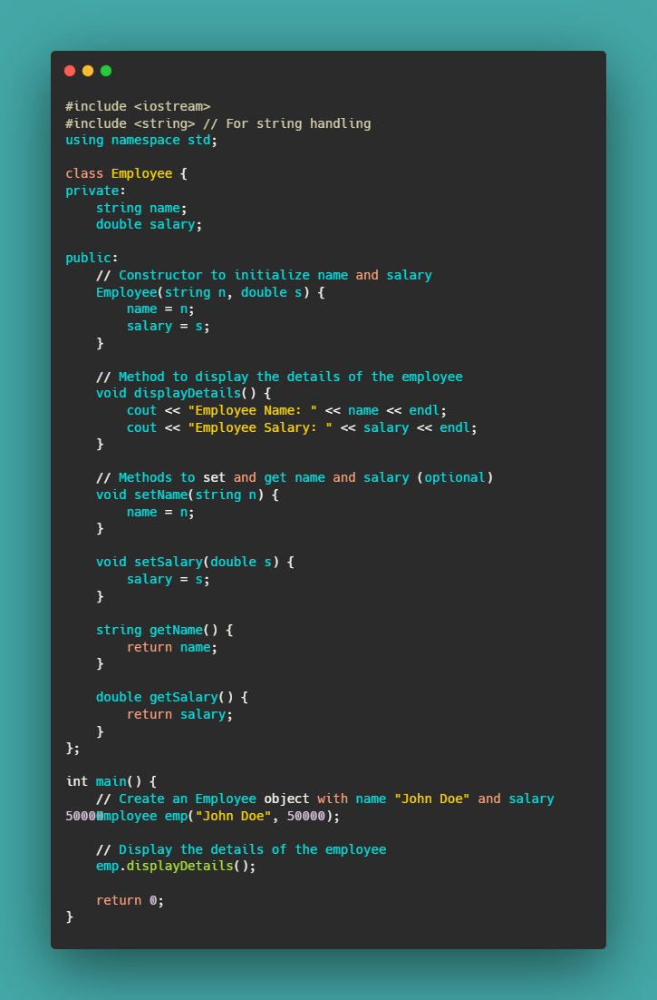 #include <iostream>
#include <string> // For string handling
using namespace std;

class Employee {
private:
    string name;
    double salary;

public:
    // Constructor to initialize name and salary
    Employee(string n, double s) {
        name = n;
        salary = s;
    }

    // Method to display the details of the employee
    void displayDetails() {
        cout << "Employee Name: " << name << endl;
        cout << "Employee Salary: " << salary << endl;
    }

    // Methods to set and get name and salary (optional)
    void setName(string n) {
        name = n;
    }

    void setSalary(double s) {
        salary = s;
    }

    string getName() {
        return name;
    }

    double getSalary() {
        return salary;
    }
};

int main() {
    // Create an Employee object with name "John Doe" and salary
50000
    Employee emp("John Doe", 50000);

    // Display the details of the employee
    emp.displayDetails();

    return 0;
}